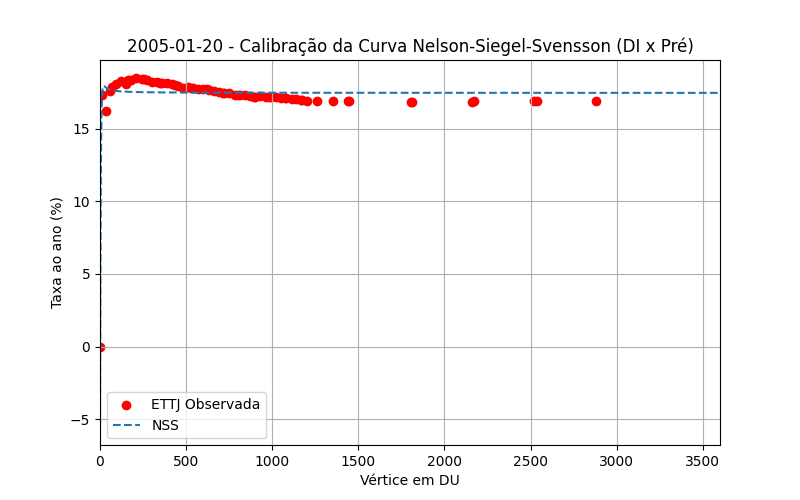 2005-01-20 - Calibração da Curva Nelson-Siegel-Svensson (DI x Pré)
Taxa ao ano (%)
15
10
5
0
−5
ETTJ Observada
NSS
0 500 1000 1500 2000 2500 3000 3500
Vértice em DU